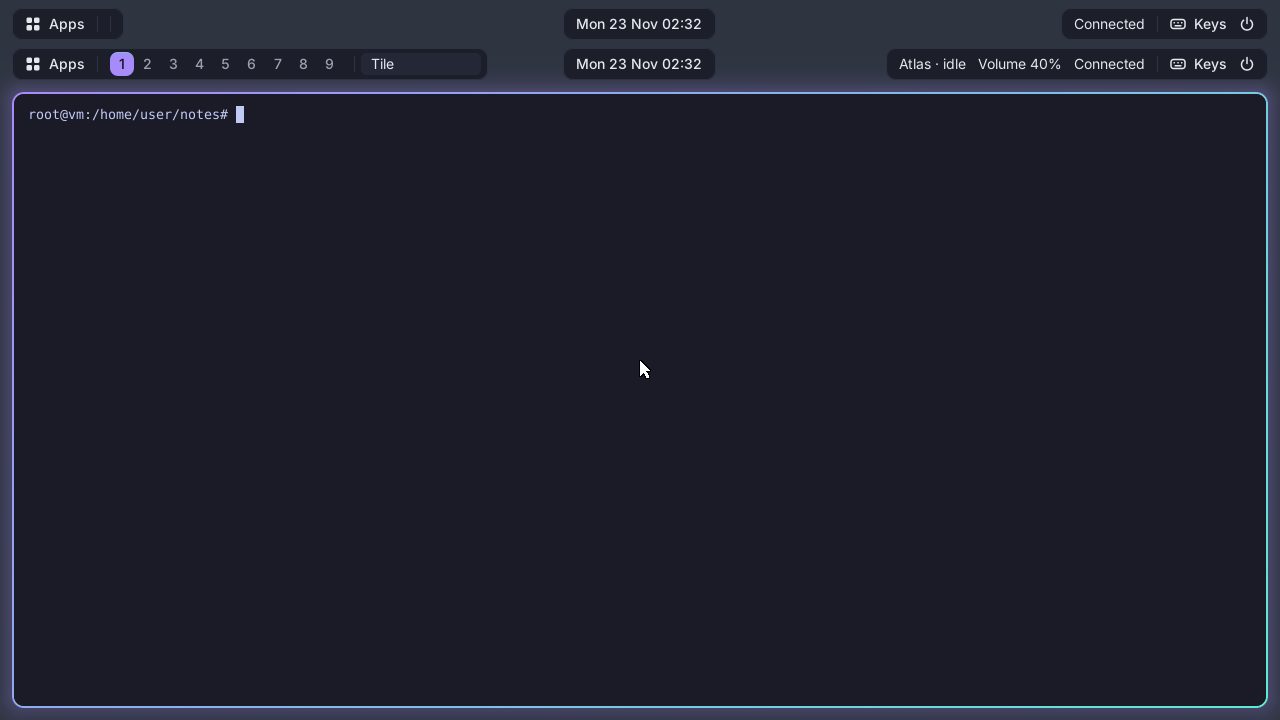 Apps
Mon 23 Nov 02:32
Connected
Keys
Apps 1 2 3 4 5 6 7 8 9 Tile
Mon 23 Nov 02:32
Atlas · idle Volume 40% Connected
Keys
root@vm:/home/user/notes#